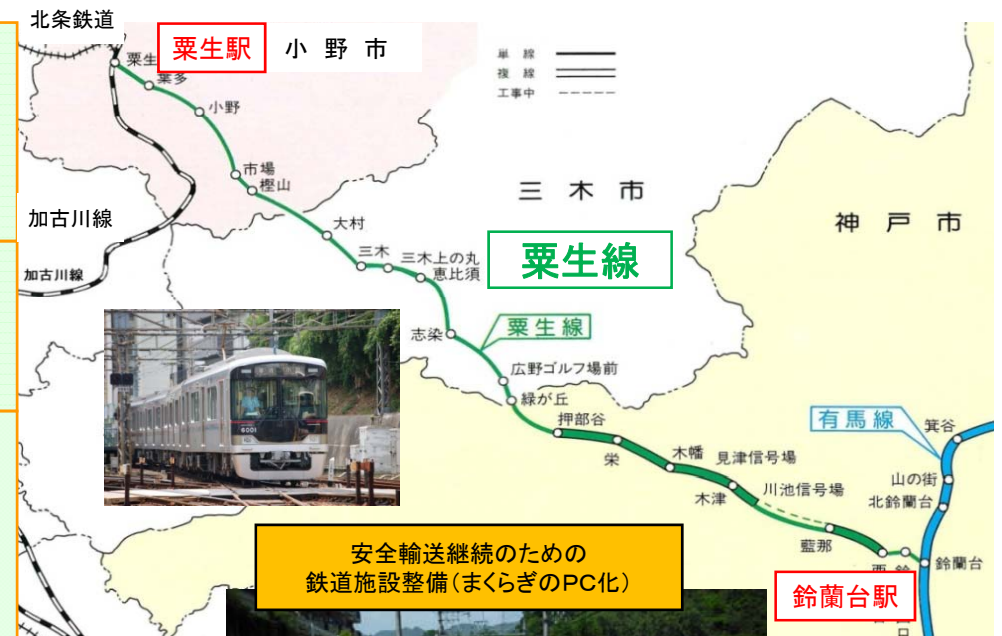 北条鉄道
粟生駅
小野市
単線
複線
工事中
粟生
葉多
小野
市場
樫山
三木市
神戸市
加古川線
大村
加古川線
三木
三木上の丸
恵比須
粟生線
粟生線
志染
広野ゴルフ場前
緑が丘
押部谷
有馬線
箕谷
栄
木幡
見津信号場
山の街
木津
川池信号場
北鈴蘭台
6001
藍那
鈴蘭台
安全輸送継続のための
鉄道施設整備（まくらぎのPC化）
鈴蘭台駅